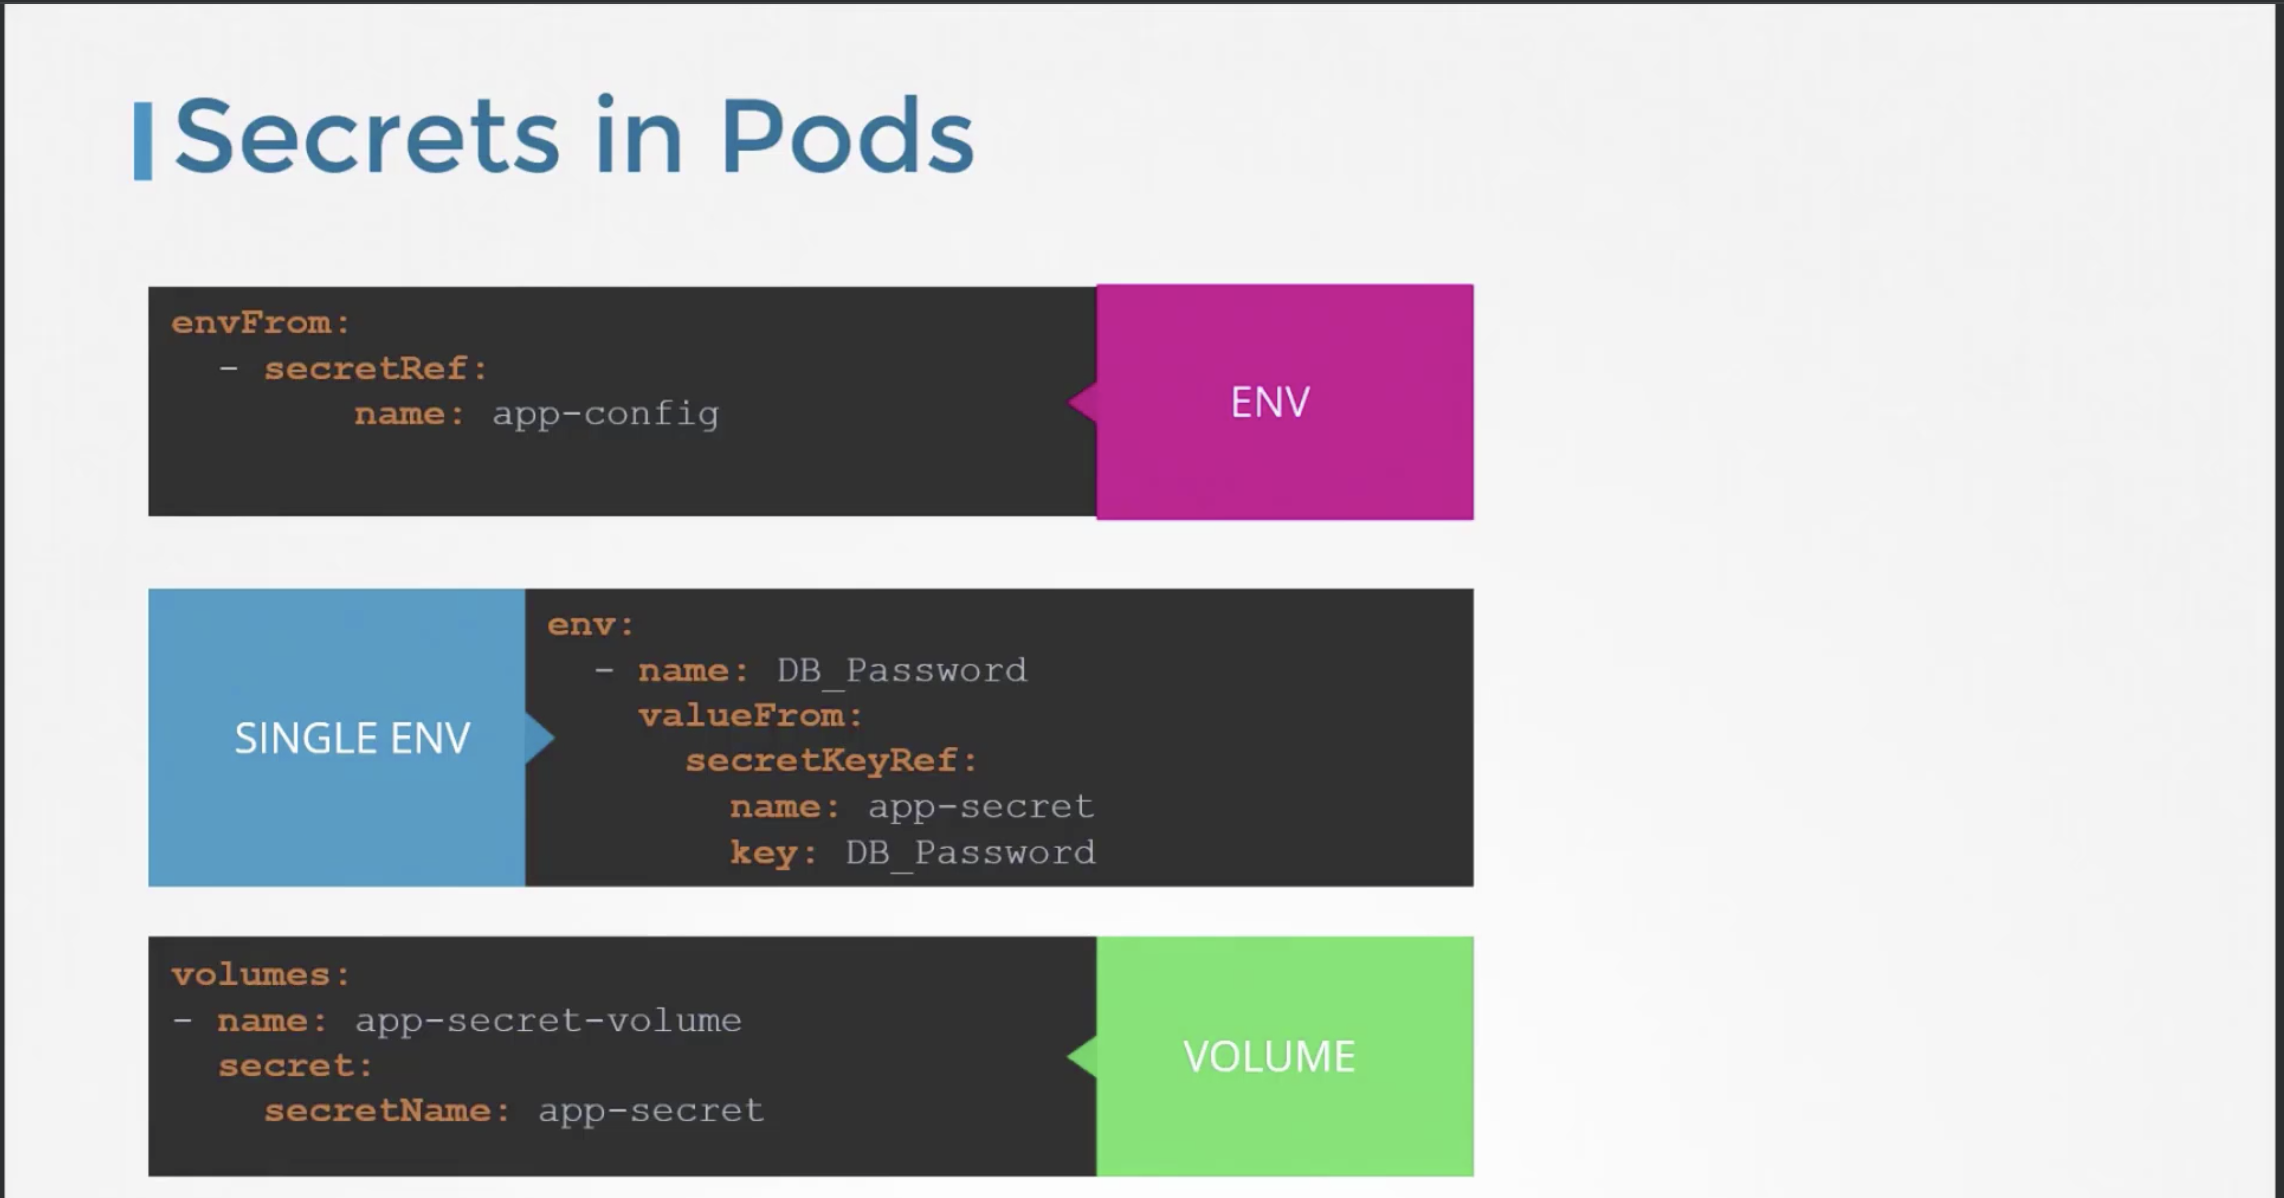 Secrets in Pods
envFrom:
  - secretRef:
        name: app-config
ENV
SINGLE ENV
env:
  - name: DB_Password
    valueFrom:
      secretKeyRef:
        name: app-secret
        key: DB_Password
volumes:
- name: app-secret-volume
  secret:
    secretName: app-secret
VOLUME